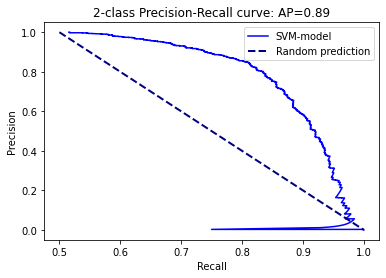 2-class Precision-Recall curve: AP=0.89
SVM-model
Random prediction
Precision
1.0
0.8
0.6
0.4
0.2
0.0
0.5 0.6 0.7 0.8 0.9 1.0
Recall